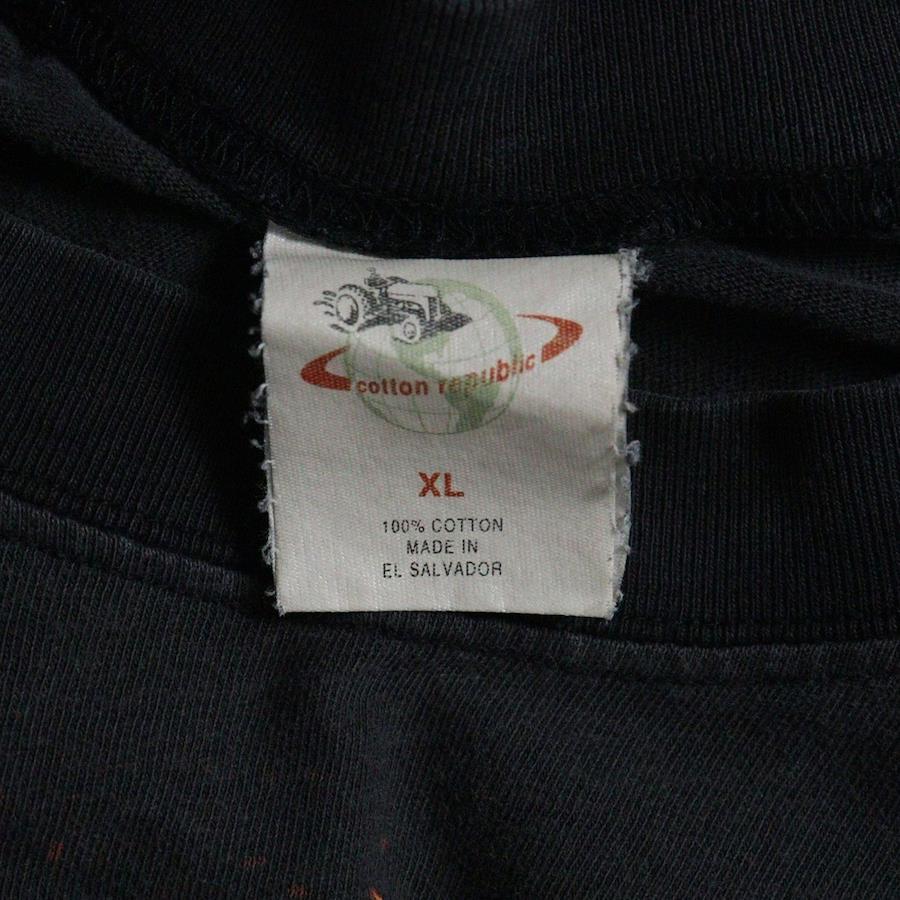 cotton republic
XL
100% COTTON
MADE IN
EL SALVADOR